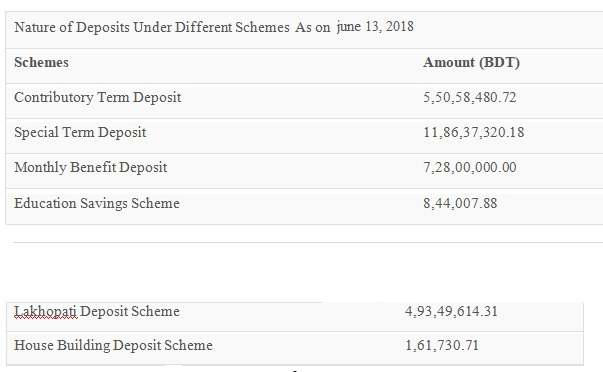 Nature of Deposits Under Different Schemes As on june 13, 2018
Schemes Amount (BDT)
Contributory Term Deposit 5,50,58,480.72
Special Term Deposit 11,86,37,320.18
Monthly Benefit Deposit 7,28,00,000.00
Education Savings Scheme 8,44,007.88
Lakhopati Deposit Scheme 4,93,49,614.31
House Building Deposit Scheme 1,61,730.71